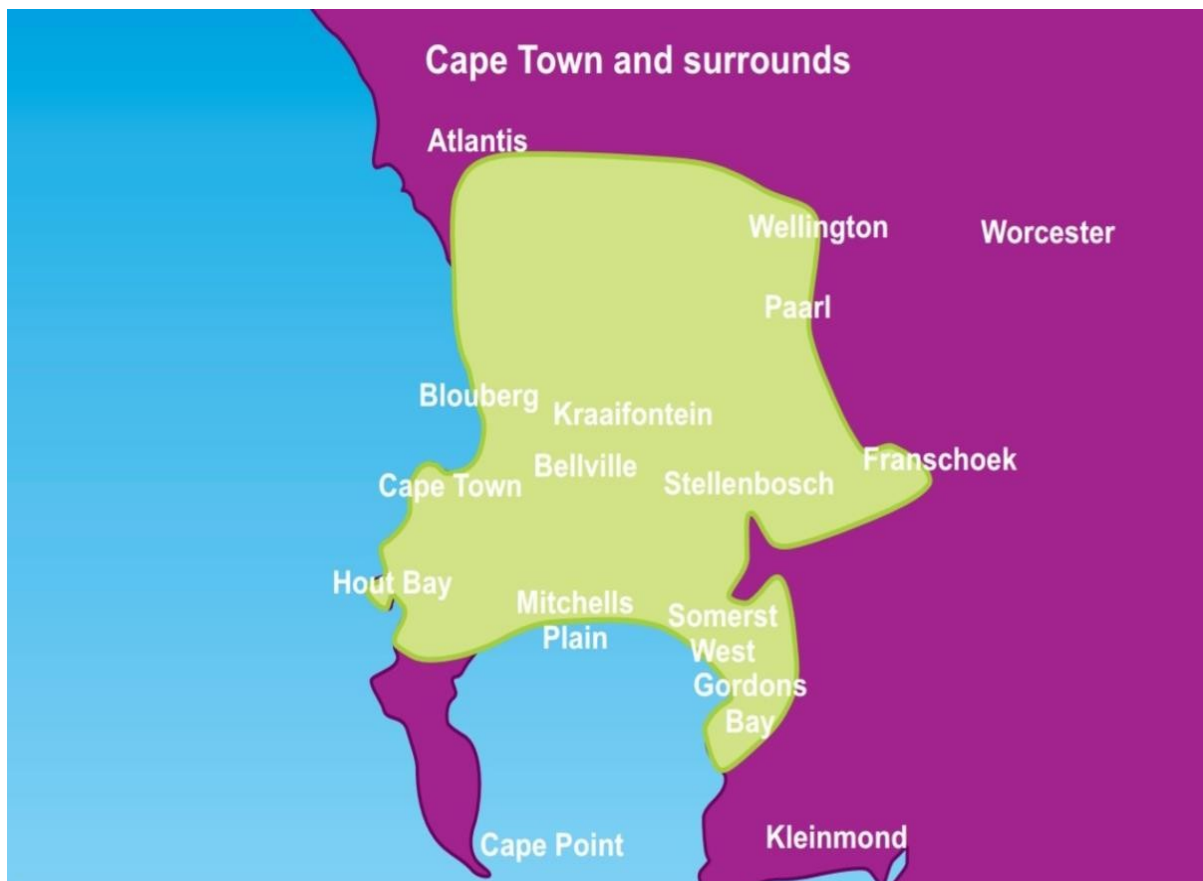 Cape Town and surrounds
Atlantis
Wellington
Worcester
Paarl
Blouberg
Kraaifontein
Franschoek
Bellville
Stellenbosch
Cape Town
Hout Bay
Mitchells
Plain
Somerst
West
Gordons
Bay
Cape Point
Kleinmond